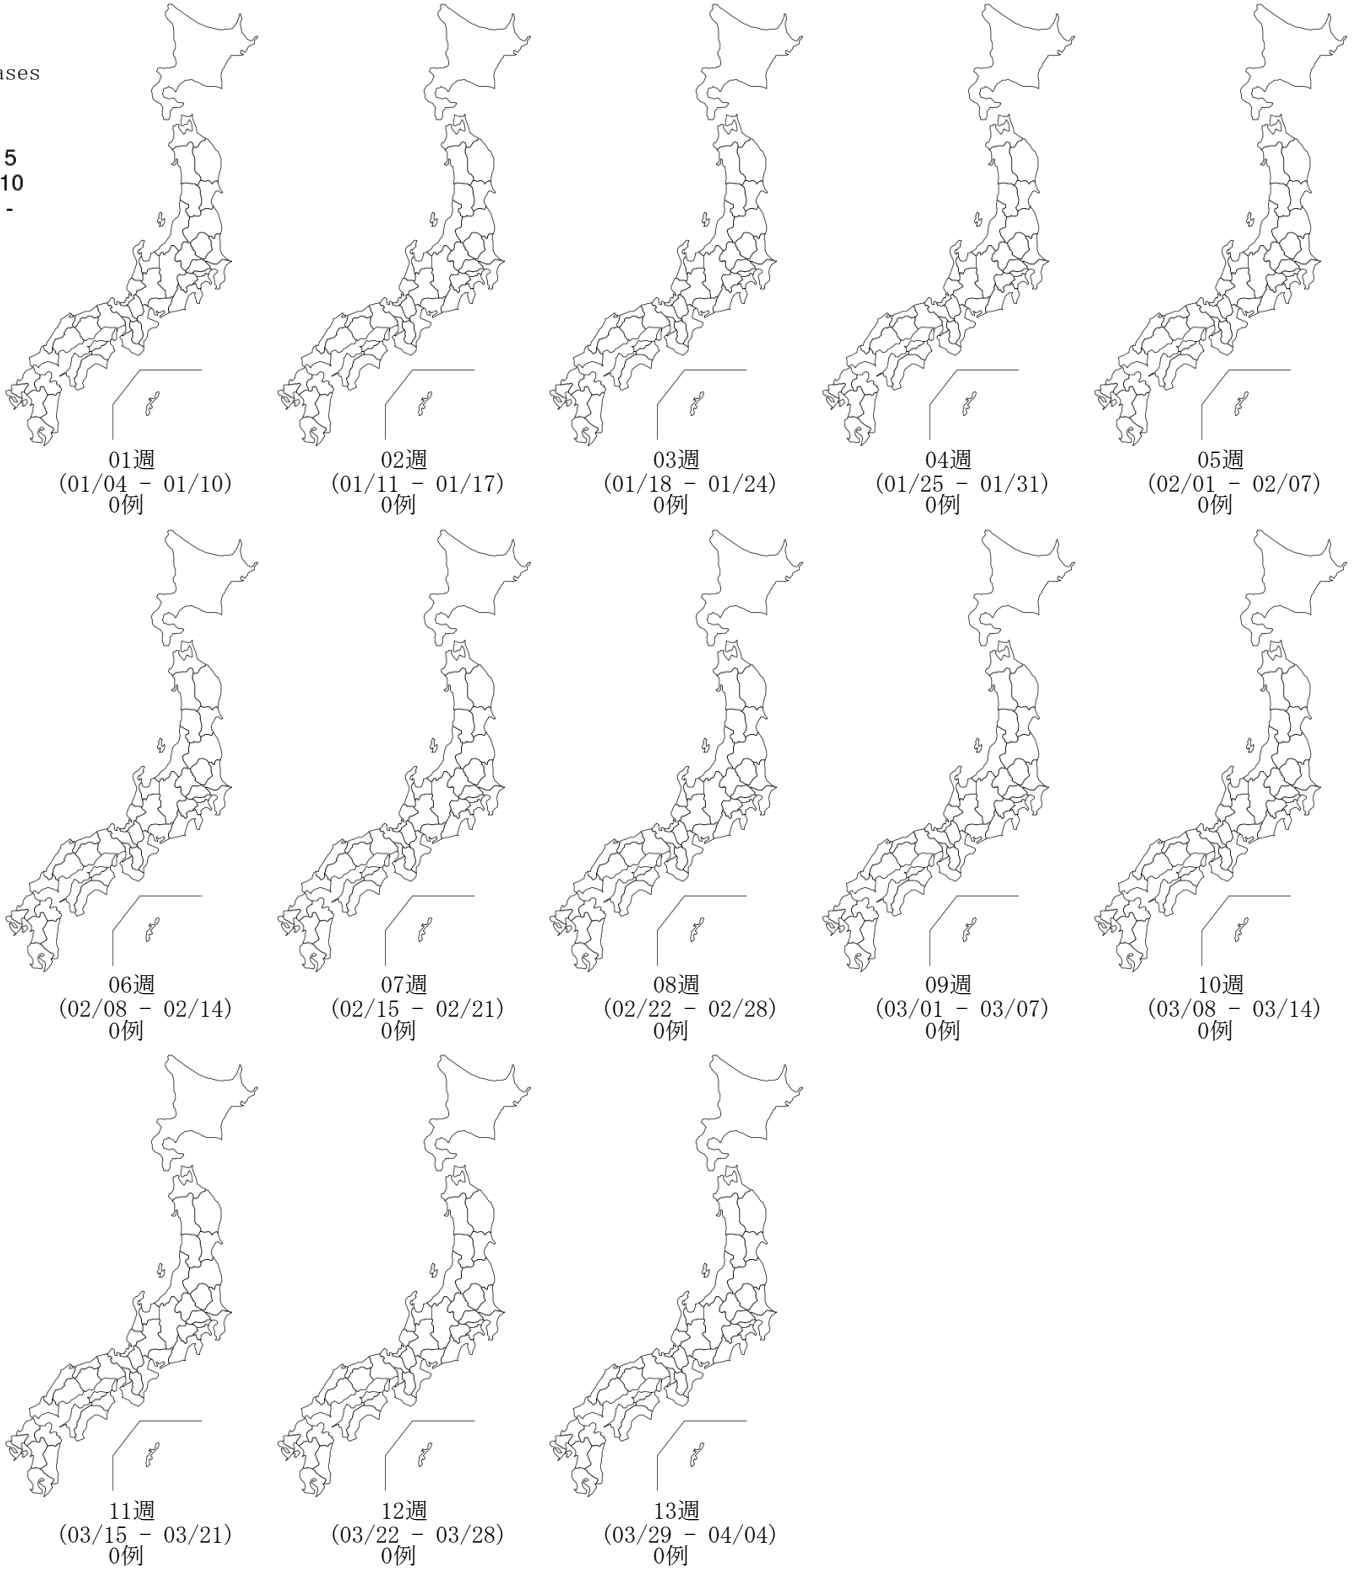 ases
5
10
-
01週
(01/04 - 01/10)
0例
02週
(01/11 - 01/17)
0例
03週
(01/18 - 01/24)
0例
04週
(01/25 - 01/31)
0例
05週
(02/01 - 02/07)
0例
06週
(02/08 - 02/14)
0例
07週
(02/15 - 02/21)
0例
08週
(02/22 - 02/28)
0例
09週
(03/01 - 03/07)
0例
10週
(03/08 - 03/14)
0例
11週
(03/15 - 03/21)
0例
12週
(03/22 - 03/28)
0例
13週
(03/29 - 04/04)
0例